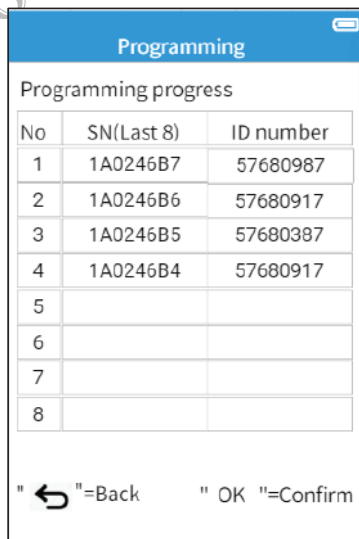 Programming
Programming progress
No SN(Last 8) ID number
1 1A0246B7 57680987
2 1A0246B6 57680917
3 1A0246B5 57680387
4 1A0246B4 57680917
5
6
7
8
" "=Back " OK "=Confirm